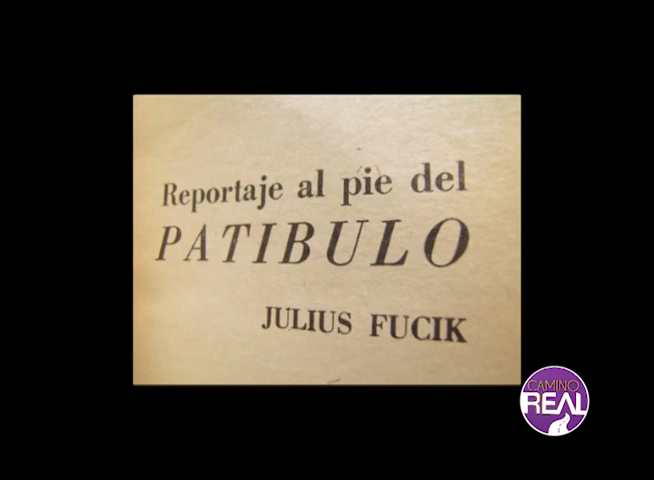 Reportaje al pie del
PATIBULO
JULIUS FUCIK
CAMINO
REAL